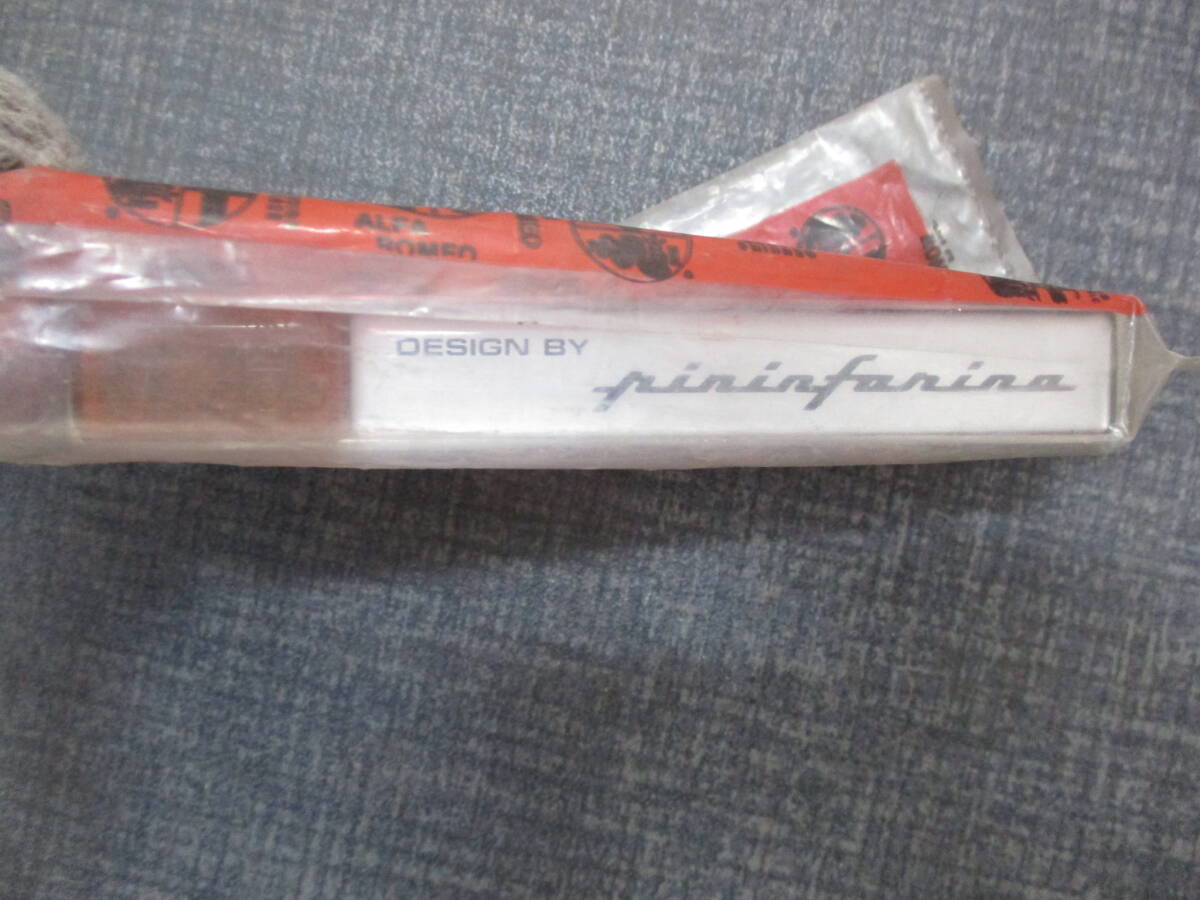 ALFA
ROMEO
DESIGN BY
pininfarina